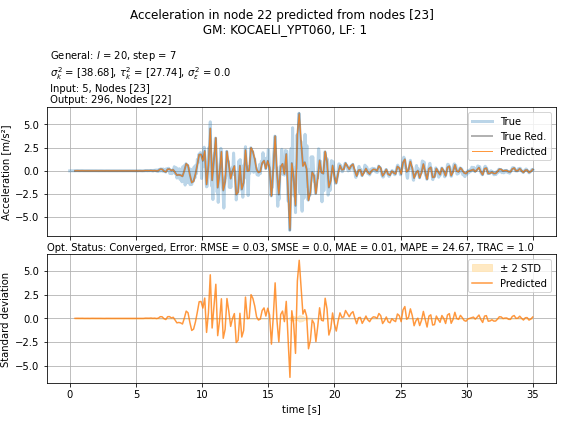 Acceleration in node 22 predicted from nodes [23]
GM: KOCAELI_YPT060, LF: 1
General: l = 20, step = 7
σ²ₖ = [38.68], τ²ₖ = [27.74], σ²ε = 0.0
Input: 5, Nodes [23]
Output: 296, Nodes [22]
Acceleration [m/s²]
5.0
2.5
0.0
−2.5
−5.0
True
True Red.
Predicted
Opt. Status: Converged, Error: RMSE = 0.03, SMSE = 0.0, MAE = 0.01, MAPE = 24.67, TRAC = 1.0
Standard deviation
5.0
2.5
0.0
−2.5
−5.0
± 2 STD
Predicted
0 5 10 15 20 25 30 35
time [s]